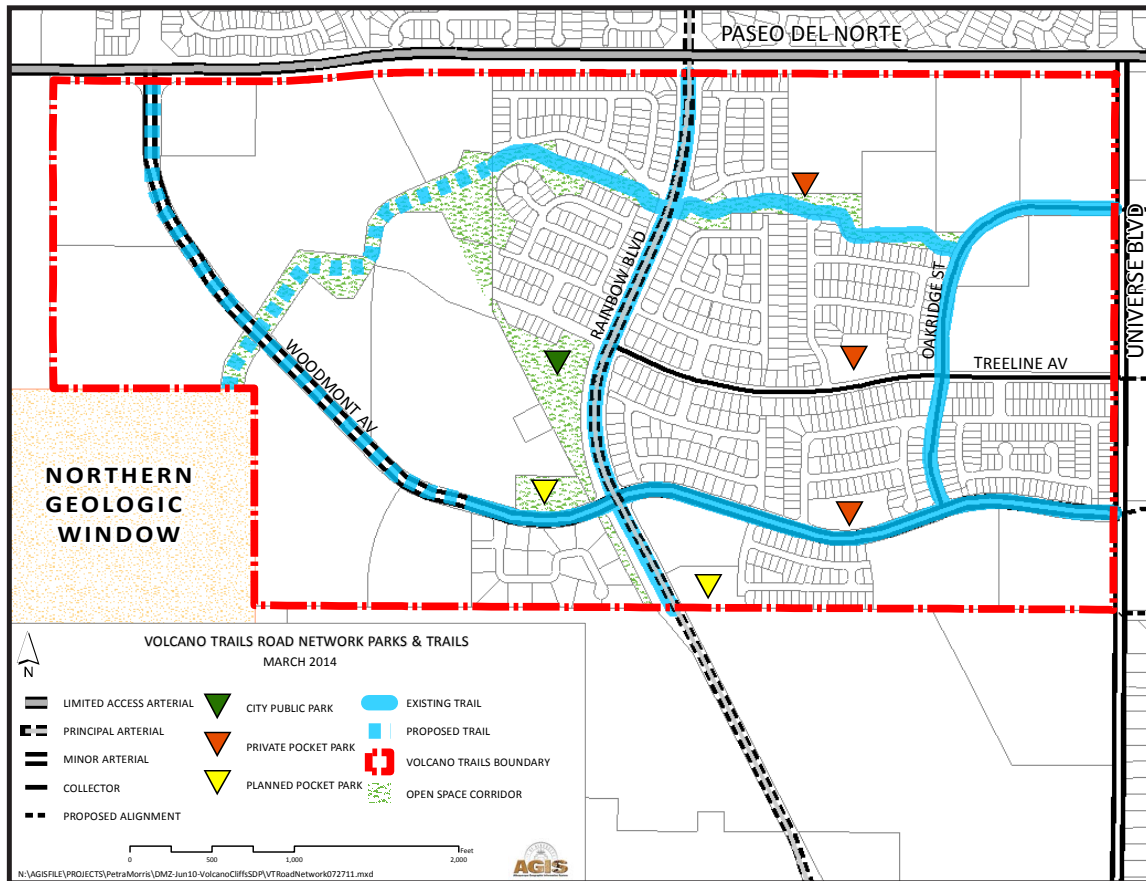 PASEO DEL NORTE
RAINBOW BLVD
OAKRIDGE ST
UNIVERSE BLVD
TREELINE AV
WOODMONT AV
NORTHERN
GEOLOGIC
WINDOW
VOLCANO TRAILS ROAD NETWORK PARKS & TRAILS
MARCH 2014
N
LIMITED ACCESS ARTERIAL
PRINCIPAL ARTERIAL
MINOR ARTERIAL
COLLECTOR
PROPOSED ALIGNMENT
CITY PUBLIC PARK
PRIVATE POCKET PARK
PLANNED POCKET PARK
EXISTING TRAIL
PROPOSED TRAIL
VOLCANO TRAILS BOUNDARY
OPEN SPACE CORRIDOR
Feet
0 500 1,000 2,000
AGIS
N:\AGISFILE\PROJECTS\PetraMorris\DMZ-Jun10-VolcanoCliffsSDP\VTRoadNetwork072711.mxd